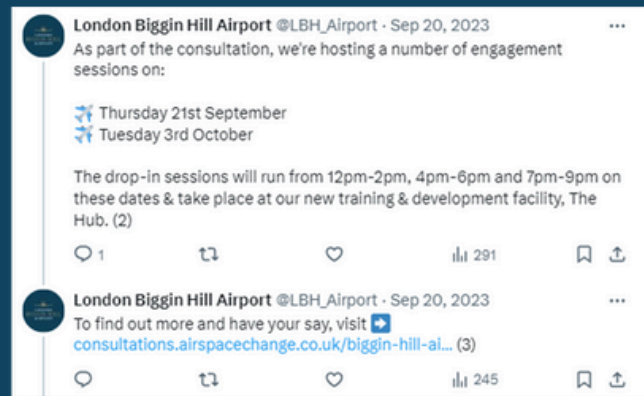 London Biggin Hill Airport @LBH_Airport · Sep 20, 2023
As part of the consultation, we're hosting a number of engagement
sessions on:
Thursday 21st September
Tuesday 3rd October
The drop-in sessions will run from 12pm-2pm, 4pm-6pm and 7pm-9pm on
these dates & take place at our new training & development facility, The
Hub. (2)
1 291
London Biggin Hill Airport @LBH_Airport · Sep 20, 2023
To find out more and have your say, visit ➡
consultations.airspacechange.co.uk/biggin-hill-ai... (3)
245